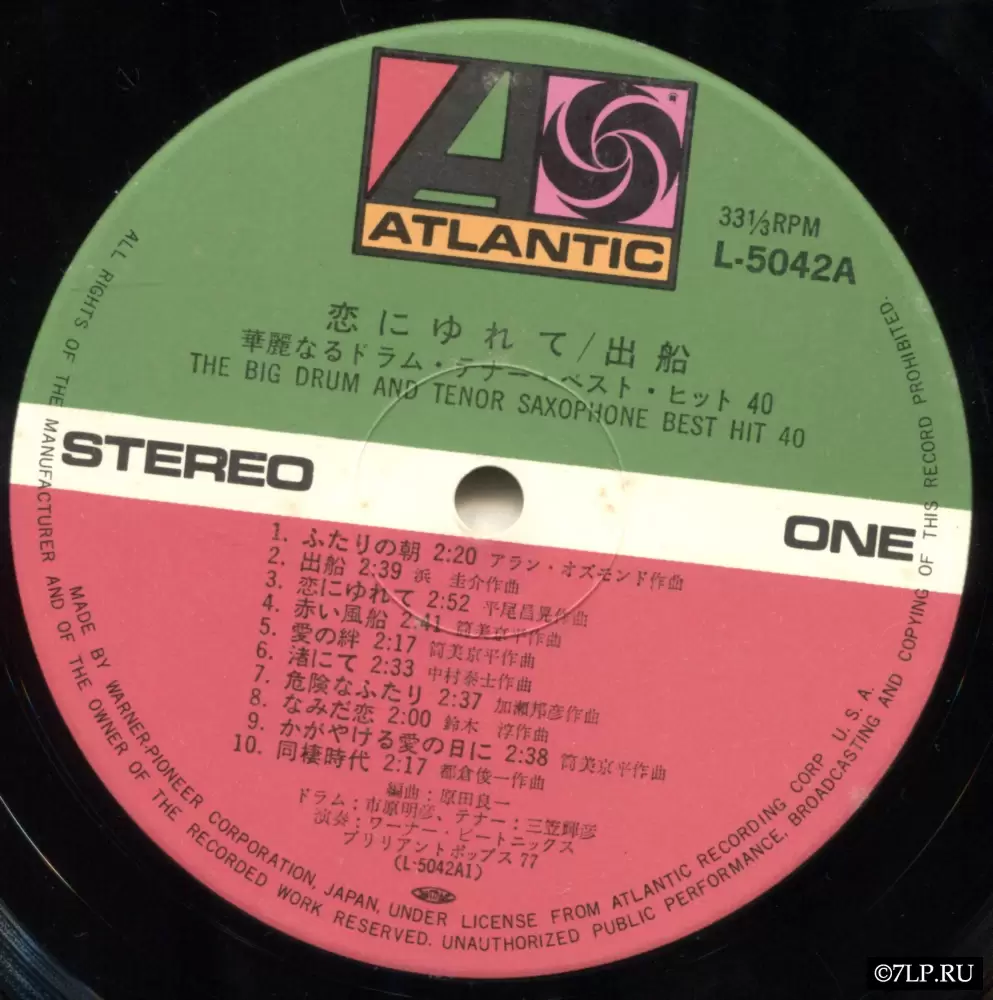 ATLANTIC
33⅓RPM
L-5042A
恋にゆれて/出船
華麗なるドラム・テナー・ベスト・ヒット 40
THE BIG DRUM AND TENOR SAXOPHONE BEST HIT 40
STEREO
ONE
1. ふたりの朝 2:20 アラン・オズモンド作曲
2. 出船 2:39 浜 圭介作曲
3. 恋にゆれて 2:52 平尾昌晃作曲
4. 赤い風船 2:41 筒美京平作曲
5. 愛の絆 2:17 筒美京平作曲
6. 渚にて 2:33 中村泰士作曲
7. 危険なふたり 2:37 加瀬邦彦作曲
8. なみだ恋 2:00 鈴木 淳作曲
9. かがやける愛の日に 2:38 筒美京平作曲
10. 同棲時代 2:17 都倉俊一作曲
編曲:原田良一
ドラム:市原明彦、テナー:三笠輝彦
演奏:ワーナー・ビートニックス
ブリリアントポップス77
(L-5042A1)
MADE BY WARNER-PIONEER CORPORATION, JAPAN, UNDER LICENSE FROM ATLANTIC RECORDING CORP. U. S. A.
ALL RIGHTS OF THE MANUFACTURER AND OF THE OWNER OF THE RECORDED WORK RESERVED. UNAUTHORIZED PUBLIC PERFORMANCE, BROADCASTING AND COPYING OF THIS RECORD PROHIBITED.
©7LP.RU